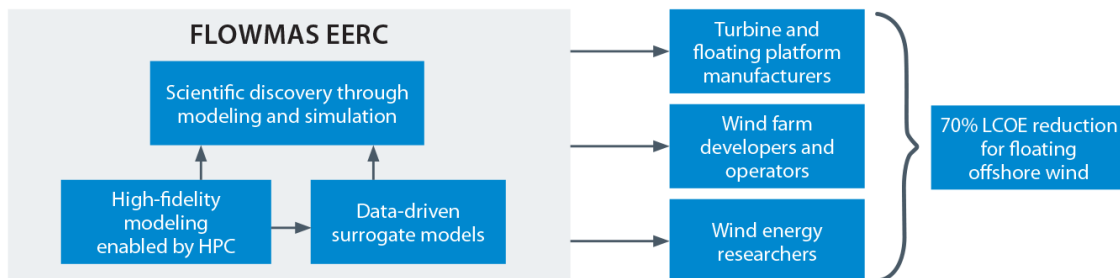 FLOWMAS EERC
Scientific discovery through
modeling and simulation
High-fidelity
modeling
enabled by HPC
Data-driven
surrogate models
Turbine and
floating platform
manufacturers
Wind farm
developers and
operators
Wind energy
researchers
70% LCOE reduction
for floating
offshore wind